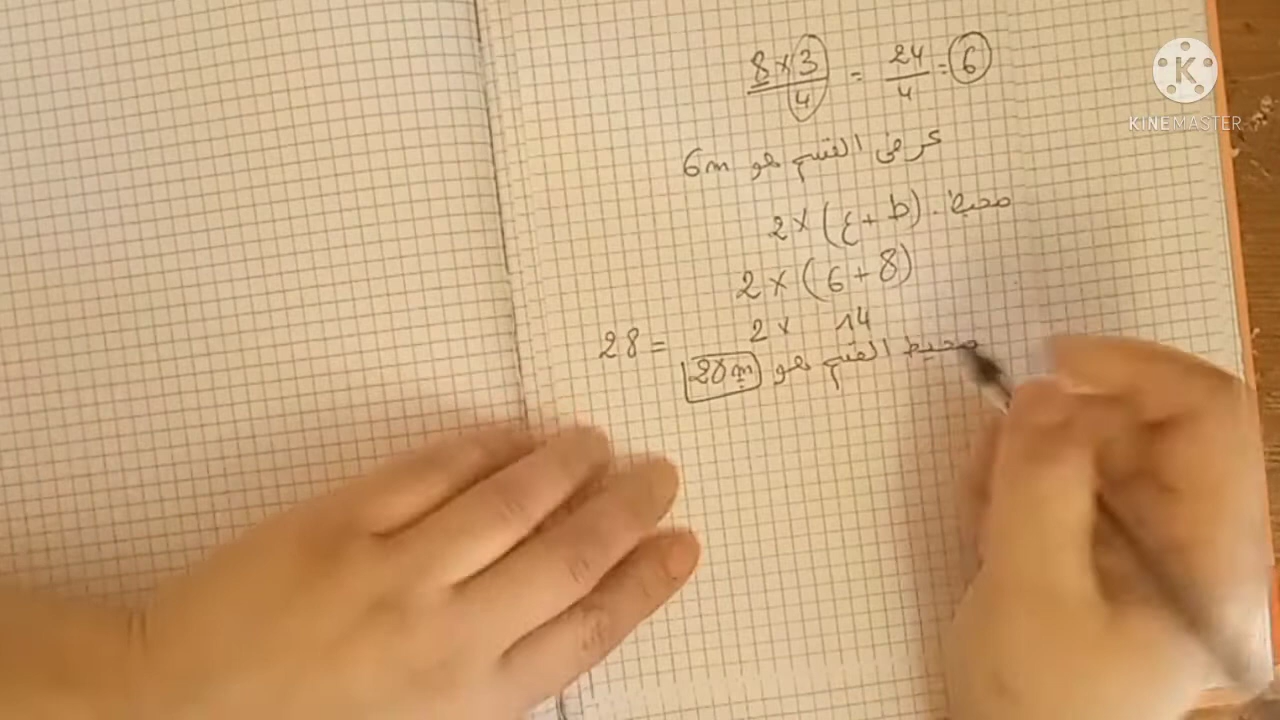 8 × 3 / 4 = 24 / 4 = 6
عرض القسم هو 6m
محيط. (ط + ع) × 2
2 × (6 + 8)
28 = 2 × 14
محيط القسم هو 28m
K
KINEMASTER